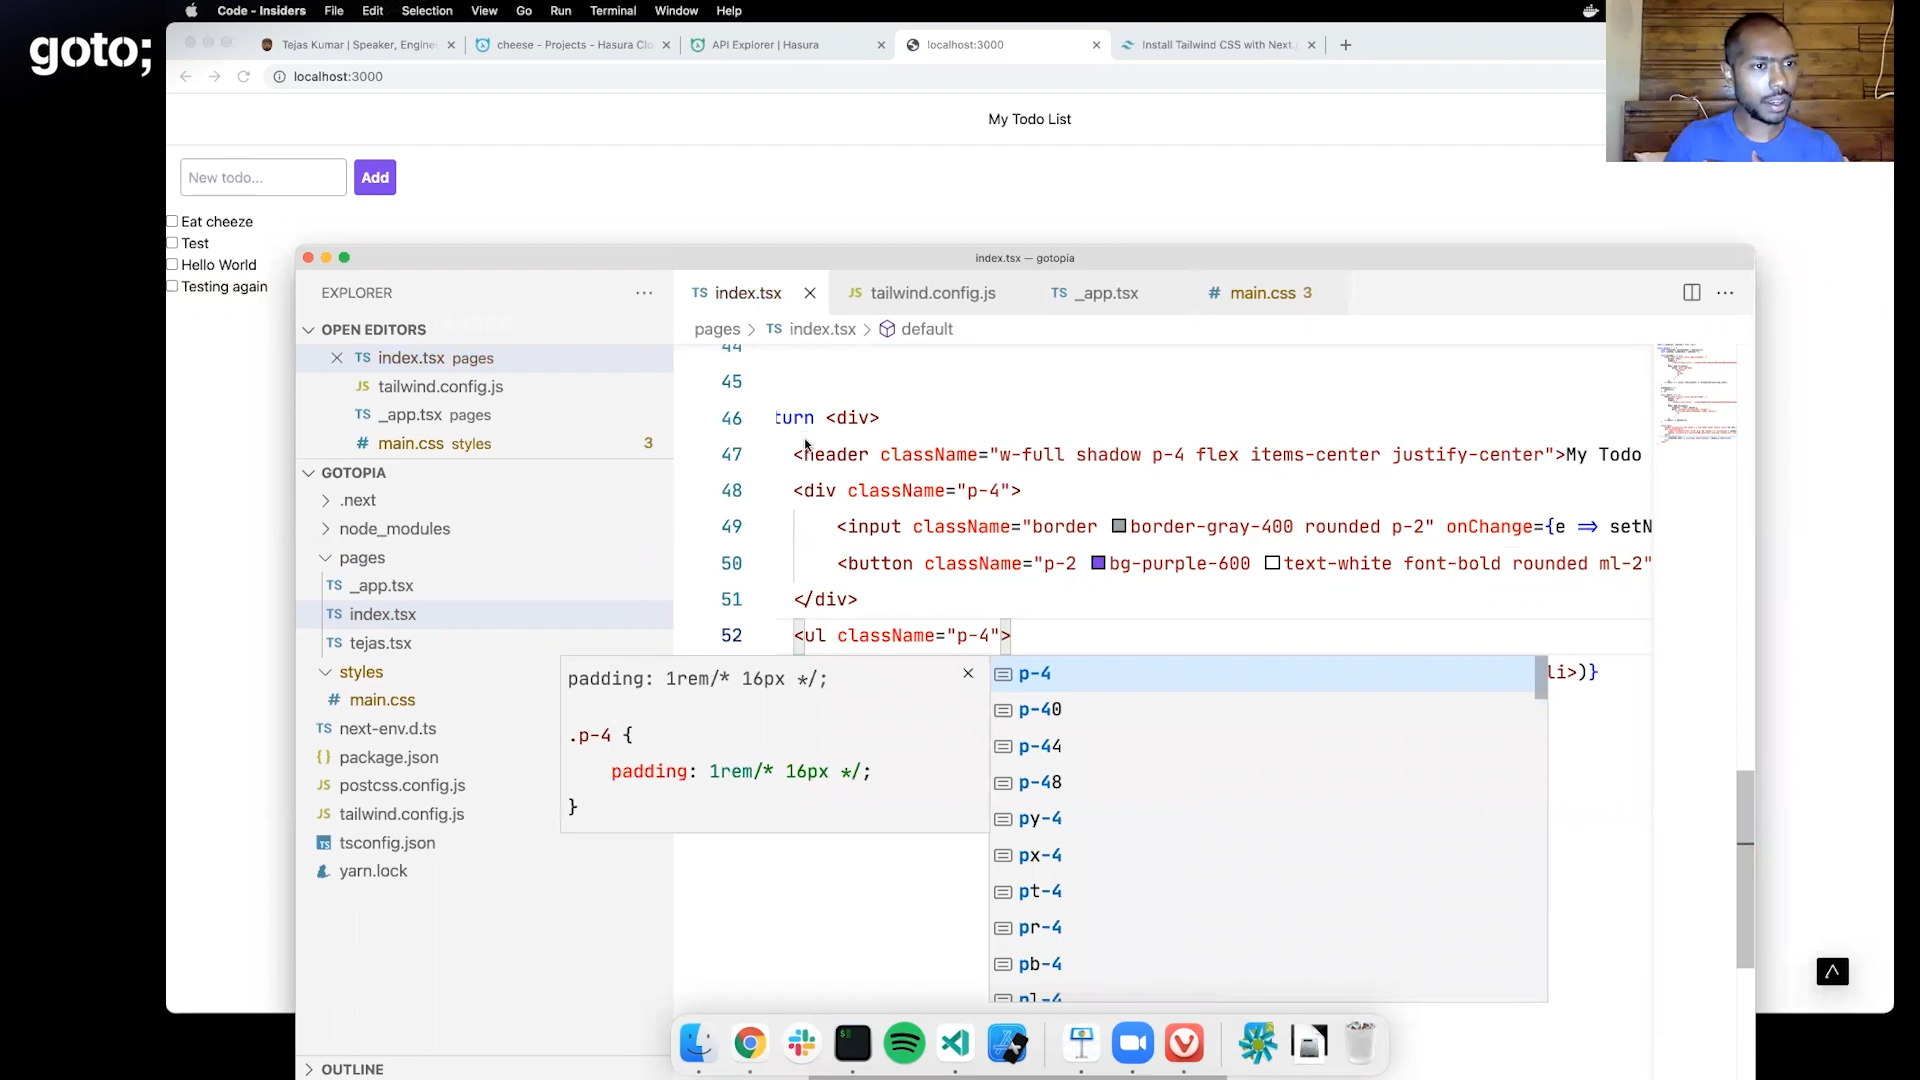 Code - Insiders File Edit Selection View Go Run Terminal Window Help
goto;
Tejas Kumar | Speaker, Engine
cheese - Projects - Hasura Clo
API Explorer | Hasura
localhost:3000
Install Tailwind CSS with Next.
localhost:3000
My Todo List
New todo...
Add
Eat cheeze
Test
Hello World
Testing again
index.tsx — gotopia
EXPLORER
OPEN EDITORS
TS index.tsx pages
JS tailwind.config.js
TS _app.tsx pages
# main.css styles 3
GOTOPIA
.next
node_modules
pages
TS _app.tsx
TS index.tsx
TS tejas.tsx
styles
# main.css
TS next-env.d.ts
{} package.json
JS postcss.config.js
JS tailwind.config.js
tsconfig.json
yarn.lock
OUTLINE
TS index.tsx
JS tailwind.config.js
TS _app.tsx
# main.css 3
pages > TS index.tsx > default
44
45
46 turn <div>
47 <header className="w-full shadow p-4 flex items-center justify-center">My Todo
48 <div className="p-4">
49 <input className="border border-gray-400 rounded p-2" onChange={e => setN
50 <button className="p-2 bg-purple-600 text-white font-bold rounded ml-2"
51 </div>
52 <ul className="p-4">
li>)}
padding: 1rem/* 16px */;
.p-4 {
padding: 1rem/* 16px */;
}
p-4
p-40
p-44
p-48
py-4
px-4
pt-4
pr-4
pb-4
pl-4